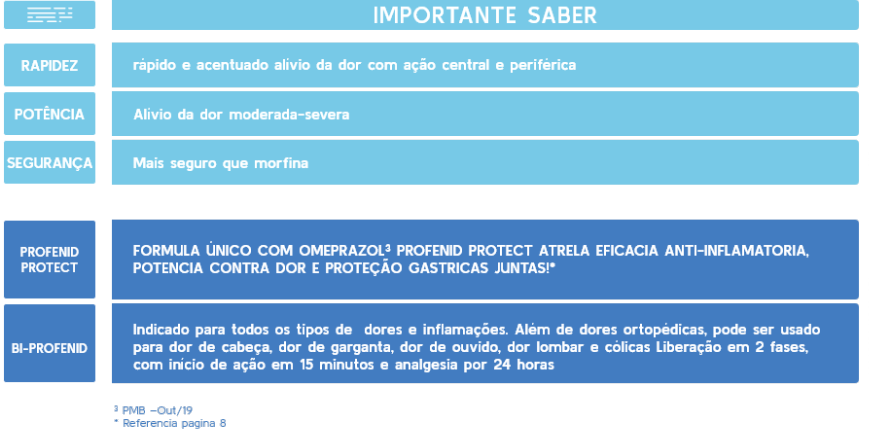 IMPORTANTE SABER
RAPIDEZ
rápido e acentuado alívio da dor com ação central e periférica
POTÊNCIA
Alívio da dor moderada-severa
SEGURANÇA
Mais seguro que morfina
PROFENID
PROTECT
FORMULA ÚNICO COM OMEPRAZOL³ PROFENID PROTECT ATRELA EFICACIA ANTI-INFLAMATORIA,
POTENCIA CONTRA DOR E PROTEÇÃO GASTRICAS JUNTAS!*
BI-PROFENID
Indicado para todos os tipos de dores e inflamações. Além de dores ortopédicas, pode ser usado
para dor de cabeça, dor de garganta, dor de ouvido, dor lombar e cólicas Liberação em 2 fases,
com início de ação em 15 minutos e analgesia por 24 horas
³ PMB –Out/19
* Referencia pagina 8